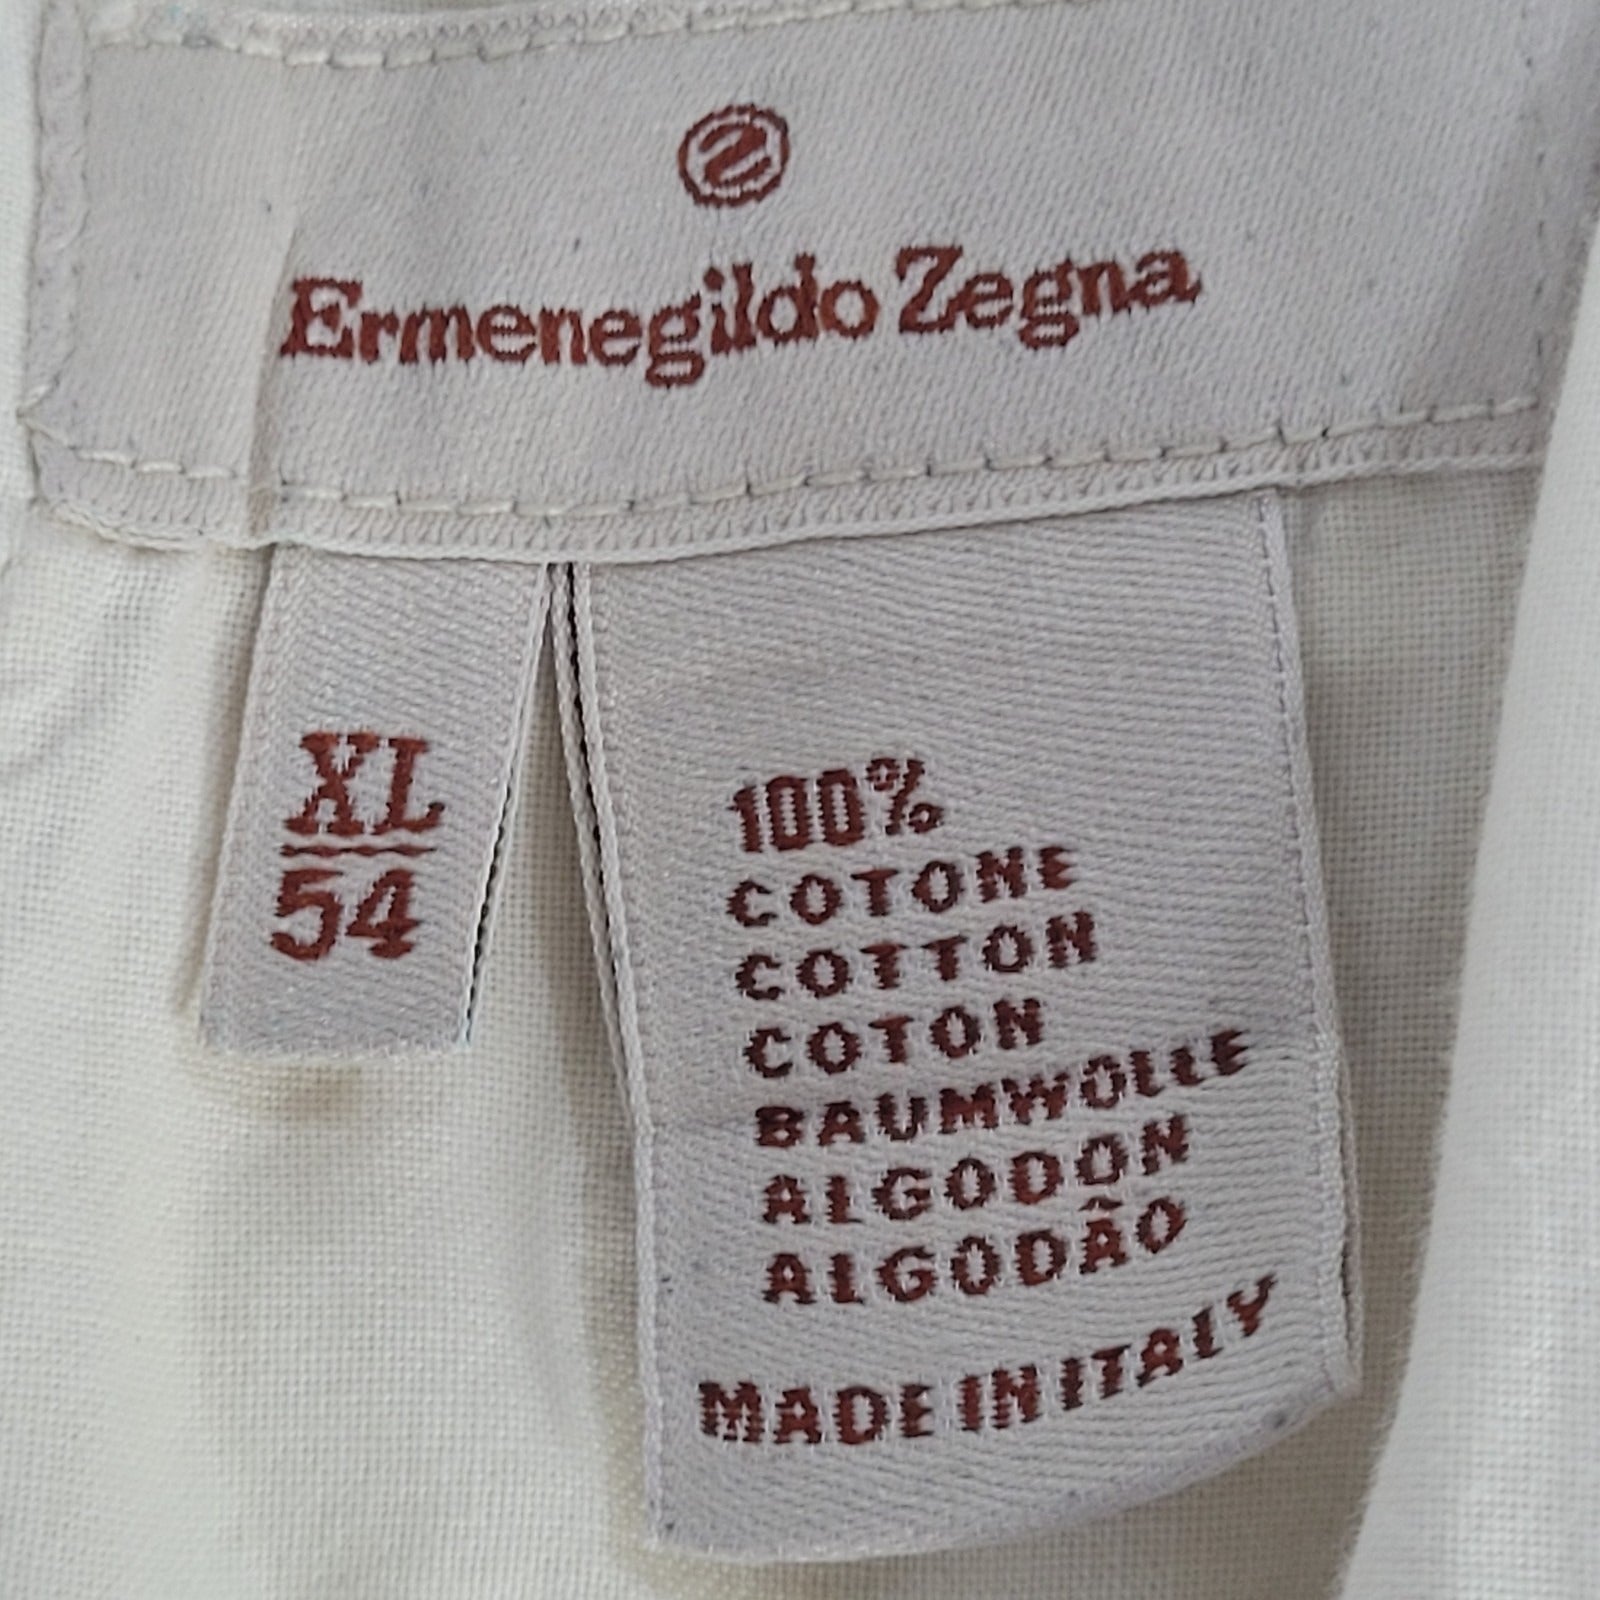 Z
Ermenegildo Zegna
XL
54
100%
COTONE
COTTON
COTON
BAUMWOLLE
ALGODON
ALGODÃO
MADE IN ITALY